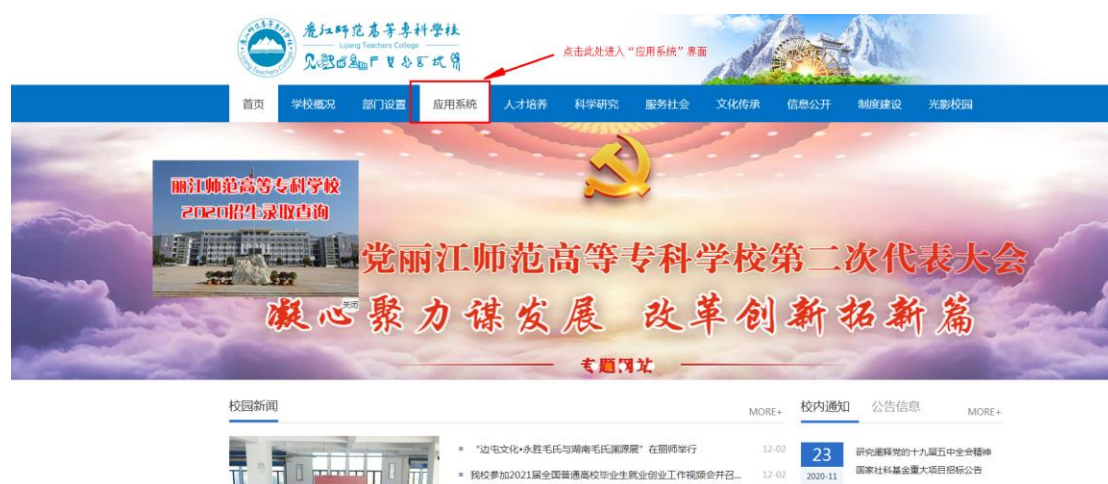 丽江师范高等专科学校
Lijiang Teachers College
点击此处进入“应用系统”界面
首页 学校概况 部门设置 应用系统 人才培养 科学研究 服务社会 文化传承 信息公开 制度建设 光影校园
丽江师范高等专科学校
2020招生录取查询
关闭
党丽江师范高等专科学校第二次代表大会
凝心聚力谋发展 改革创新拓新篇
专题网站
校园新闻 MORE+
“边屯文化•永胜毛氏与湖南毛氏渊源展”在丽师举行 12-02
我校参加2021届全国普通高校毕业生就业创业工作视频会并召... 12-02
校内通知 公告信息 MORE+
23
2020-11
研究阐释党的十九届五中全会精神
国家社科基金重大项目招标公告